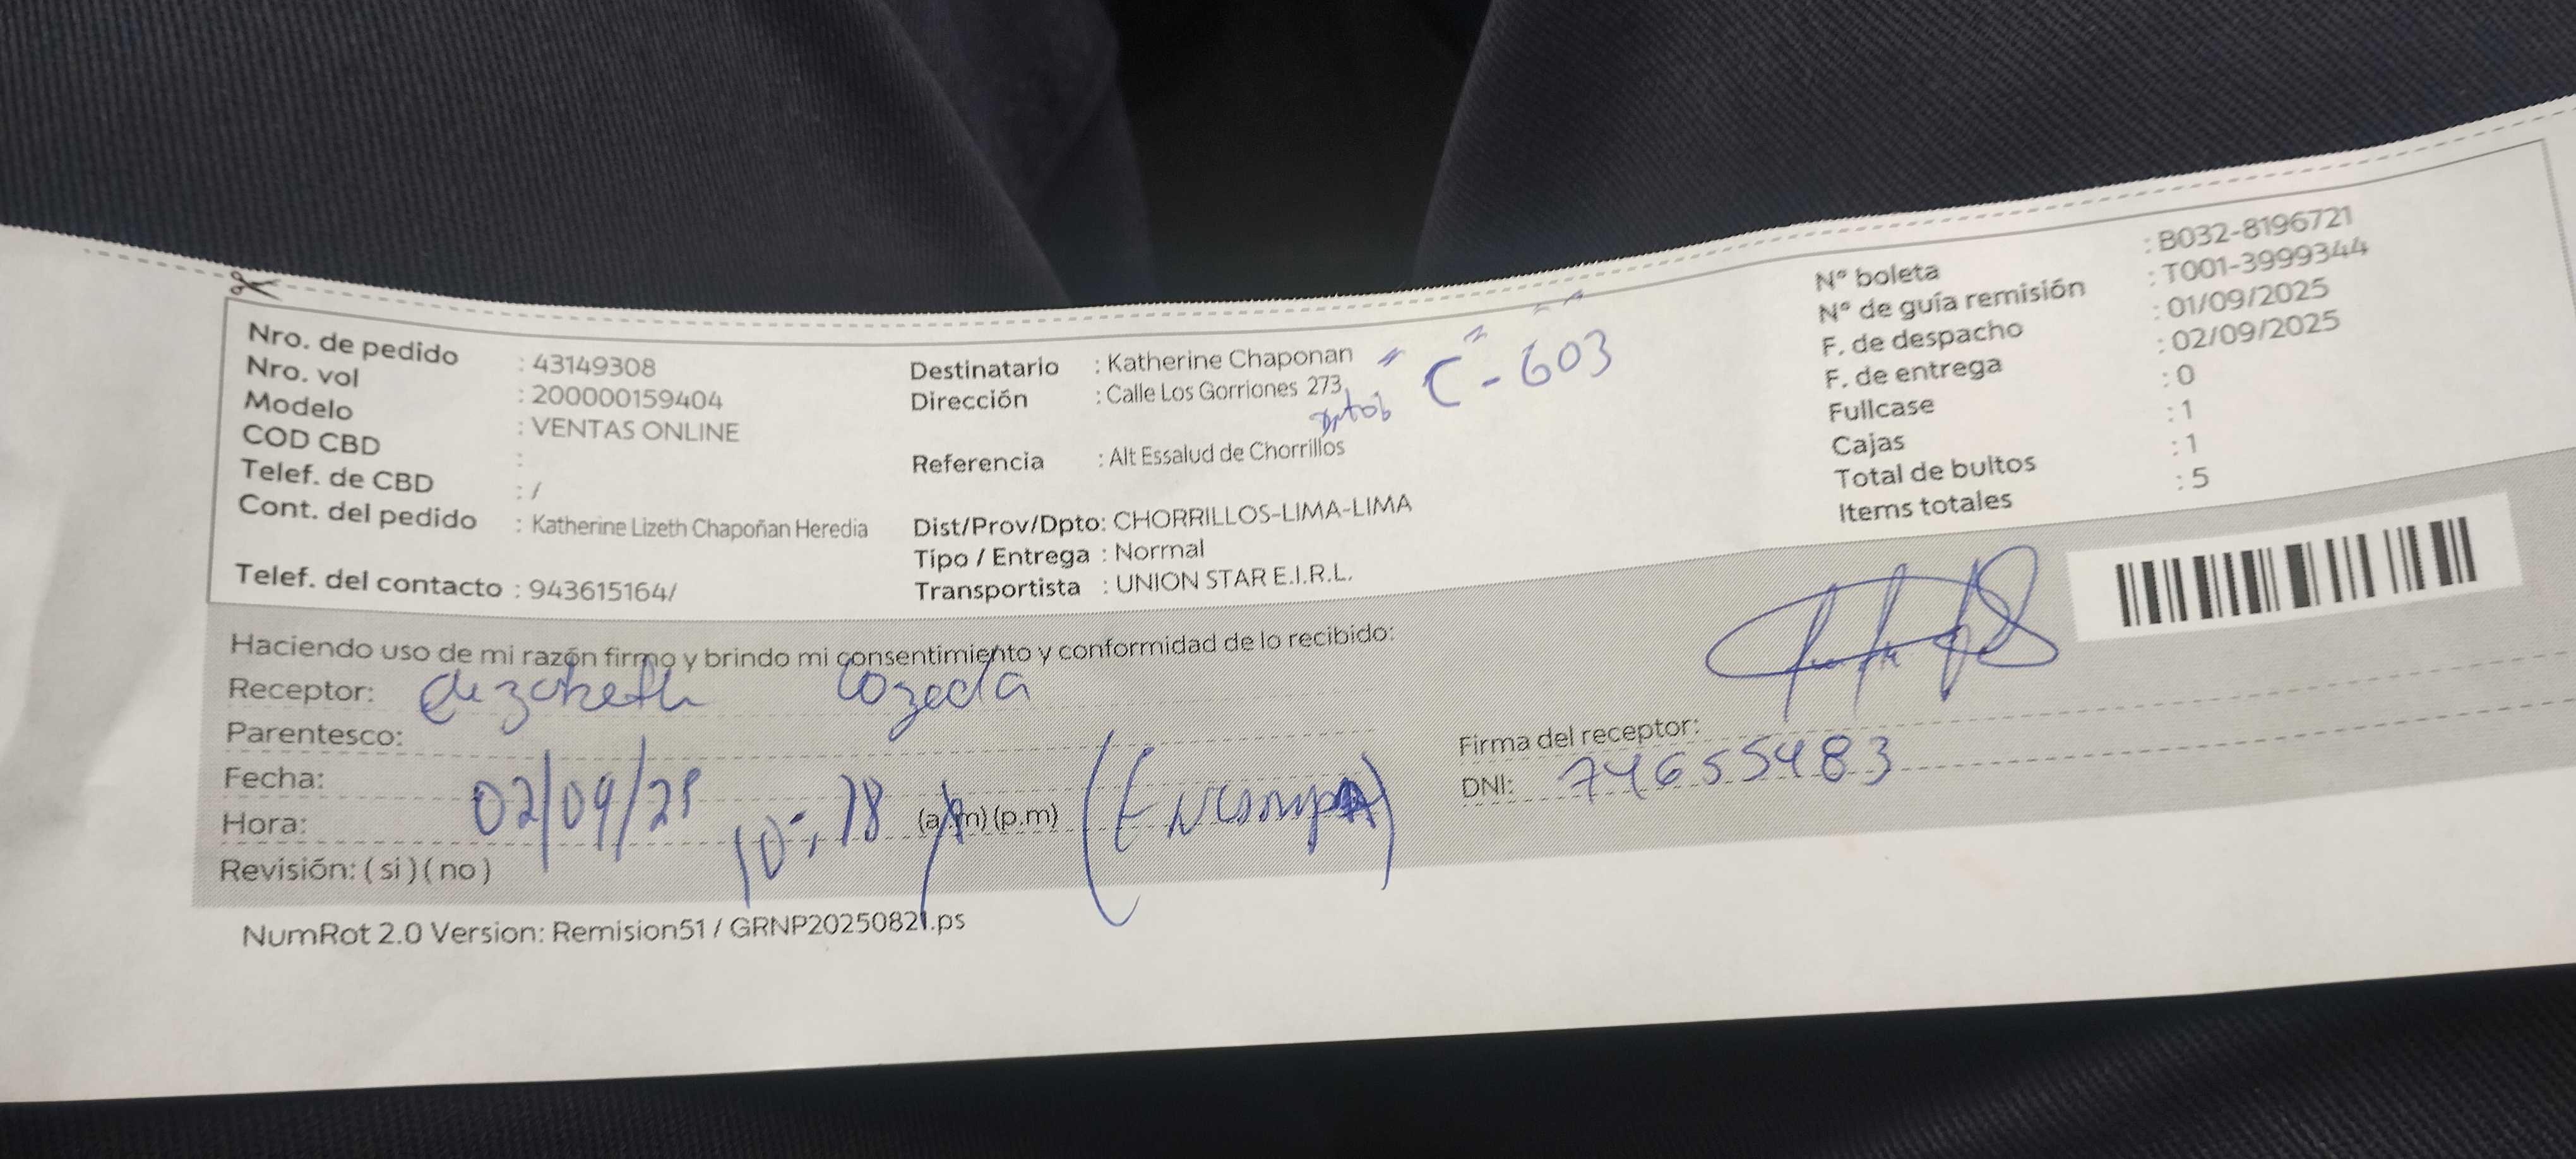 Nro. de pedido : 43149308
Nro. vol : 200000159404
Modelo : VENTAS ONLINE
COD CBD :
Telef. de CBD : /
Cont. del pedido : Katherine Lizeth Chapoñan Heredia
Telef. del contacto : 943615164/
Destinatario : Katherine Chaponan
Dirección : Calle Los Gorriones 273
"C" - 603
Referencia : Alt Essalud de Chorrillos
Dist/Prov/Dpto: CHORRILLOS-LIMA-LIMA
Tipo / Entrega : Normal
Transportista : UNION STAR E.I.R.L.
N° boleta : B032-8196721
N° de guía remisión : T001-3999344
F. de despacho : 01/09/2025
F. de entrega : 02/09/2025
Fullcase : 0
Cajas : 1
Total de bultos : 1
Items totales : 5
Haciendo uso de mi razón firmo y brindo mi consentimiento y conformidad de lo recibido:
Receptor:
Parentesco:
Fecha: 02/09/25
Hora: 10:18 (a.m)(p.m)
Revisión: ( si ) ( no )
Firma del receptor:
DNI: 74655483
NumRot 2.0 Version: Remision51 / GRNP20250821.ps